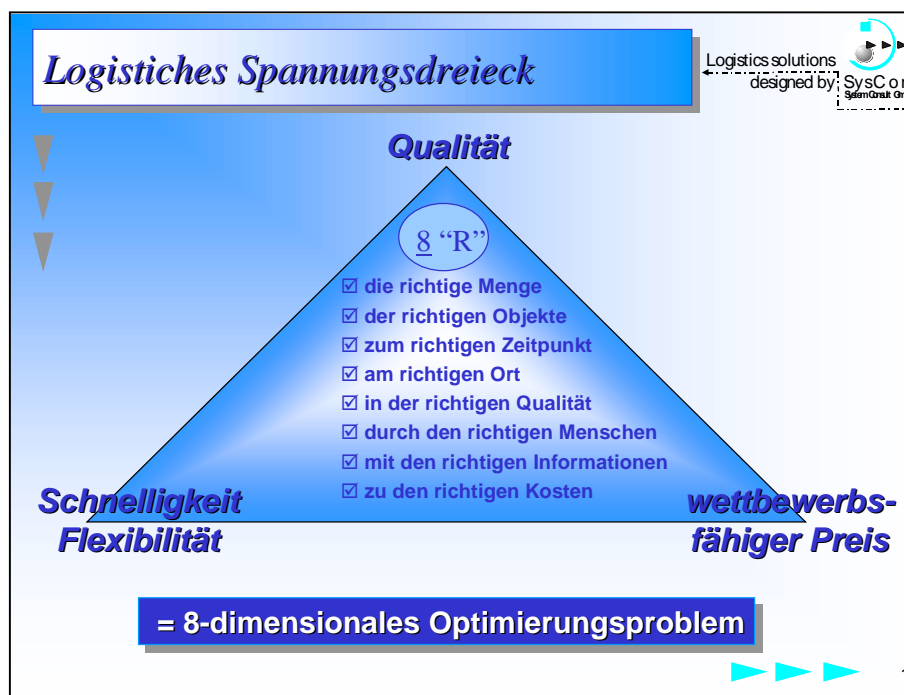 Logistiches Spannungsdreieck
Logistics solutions
designed by
SysCo
Qualität
8 “R”
☑ die richtige Menge
☑ der richtigen Objekte
☑ zum richtigen Zeitpunkt
☑ am richtigen Ort
☑ in der richtigen Qualität
☑ durch den richtigen Menschen
☑ mit den richtigen Informationen
☑ zu den richtigen Kosten
Schnelligkeit
Flexibilität
wettbewerbs-
fähiger Preis
= 8-dimensionales Optimierungsproblem